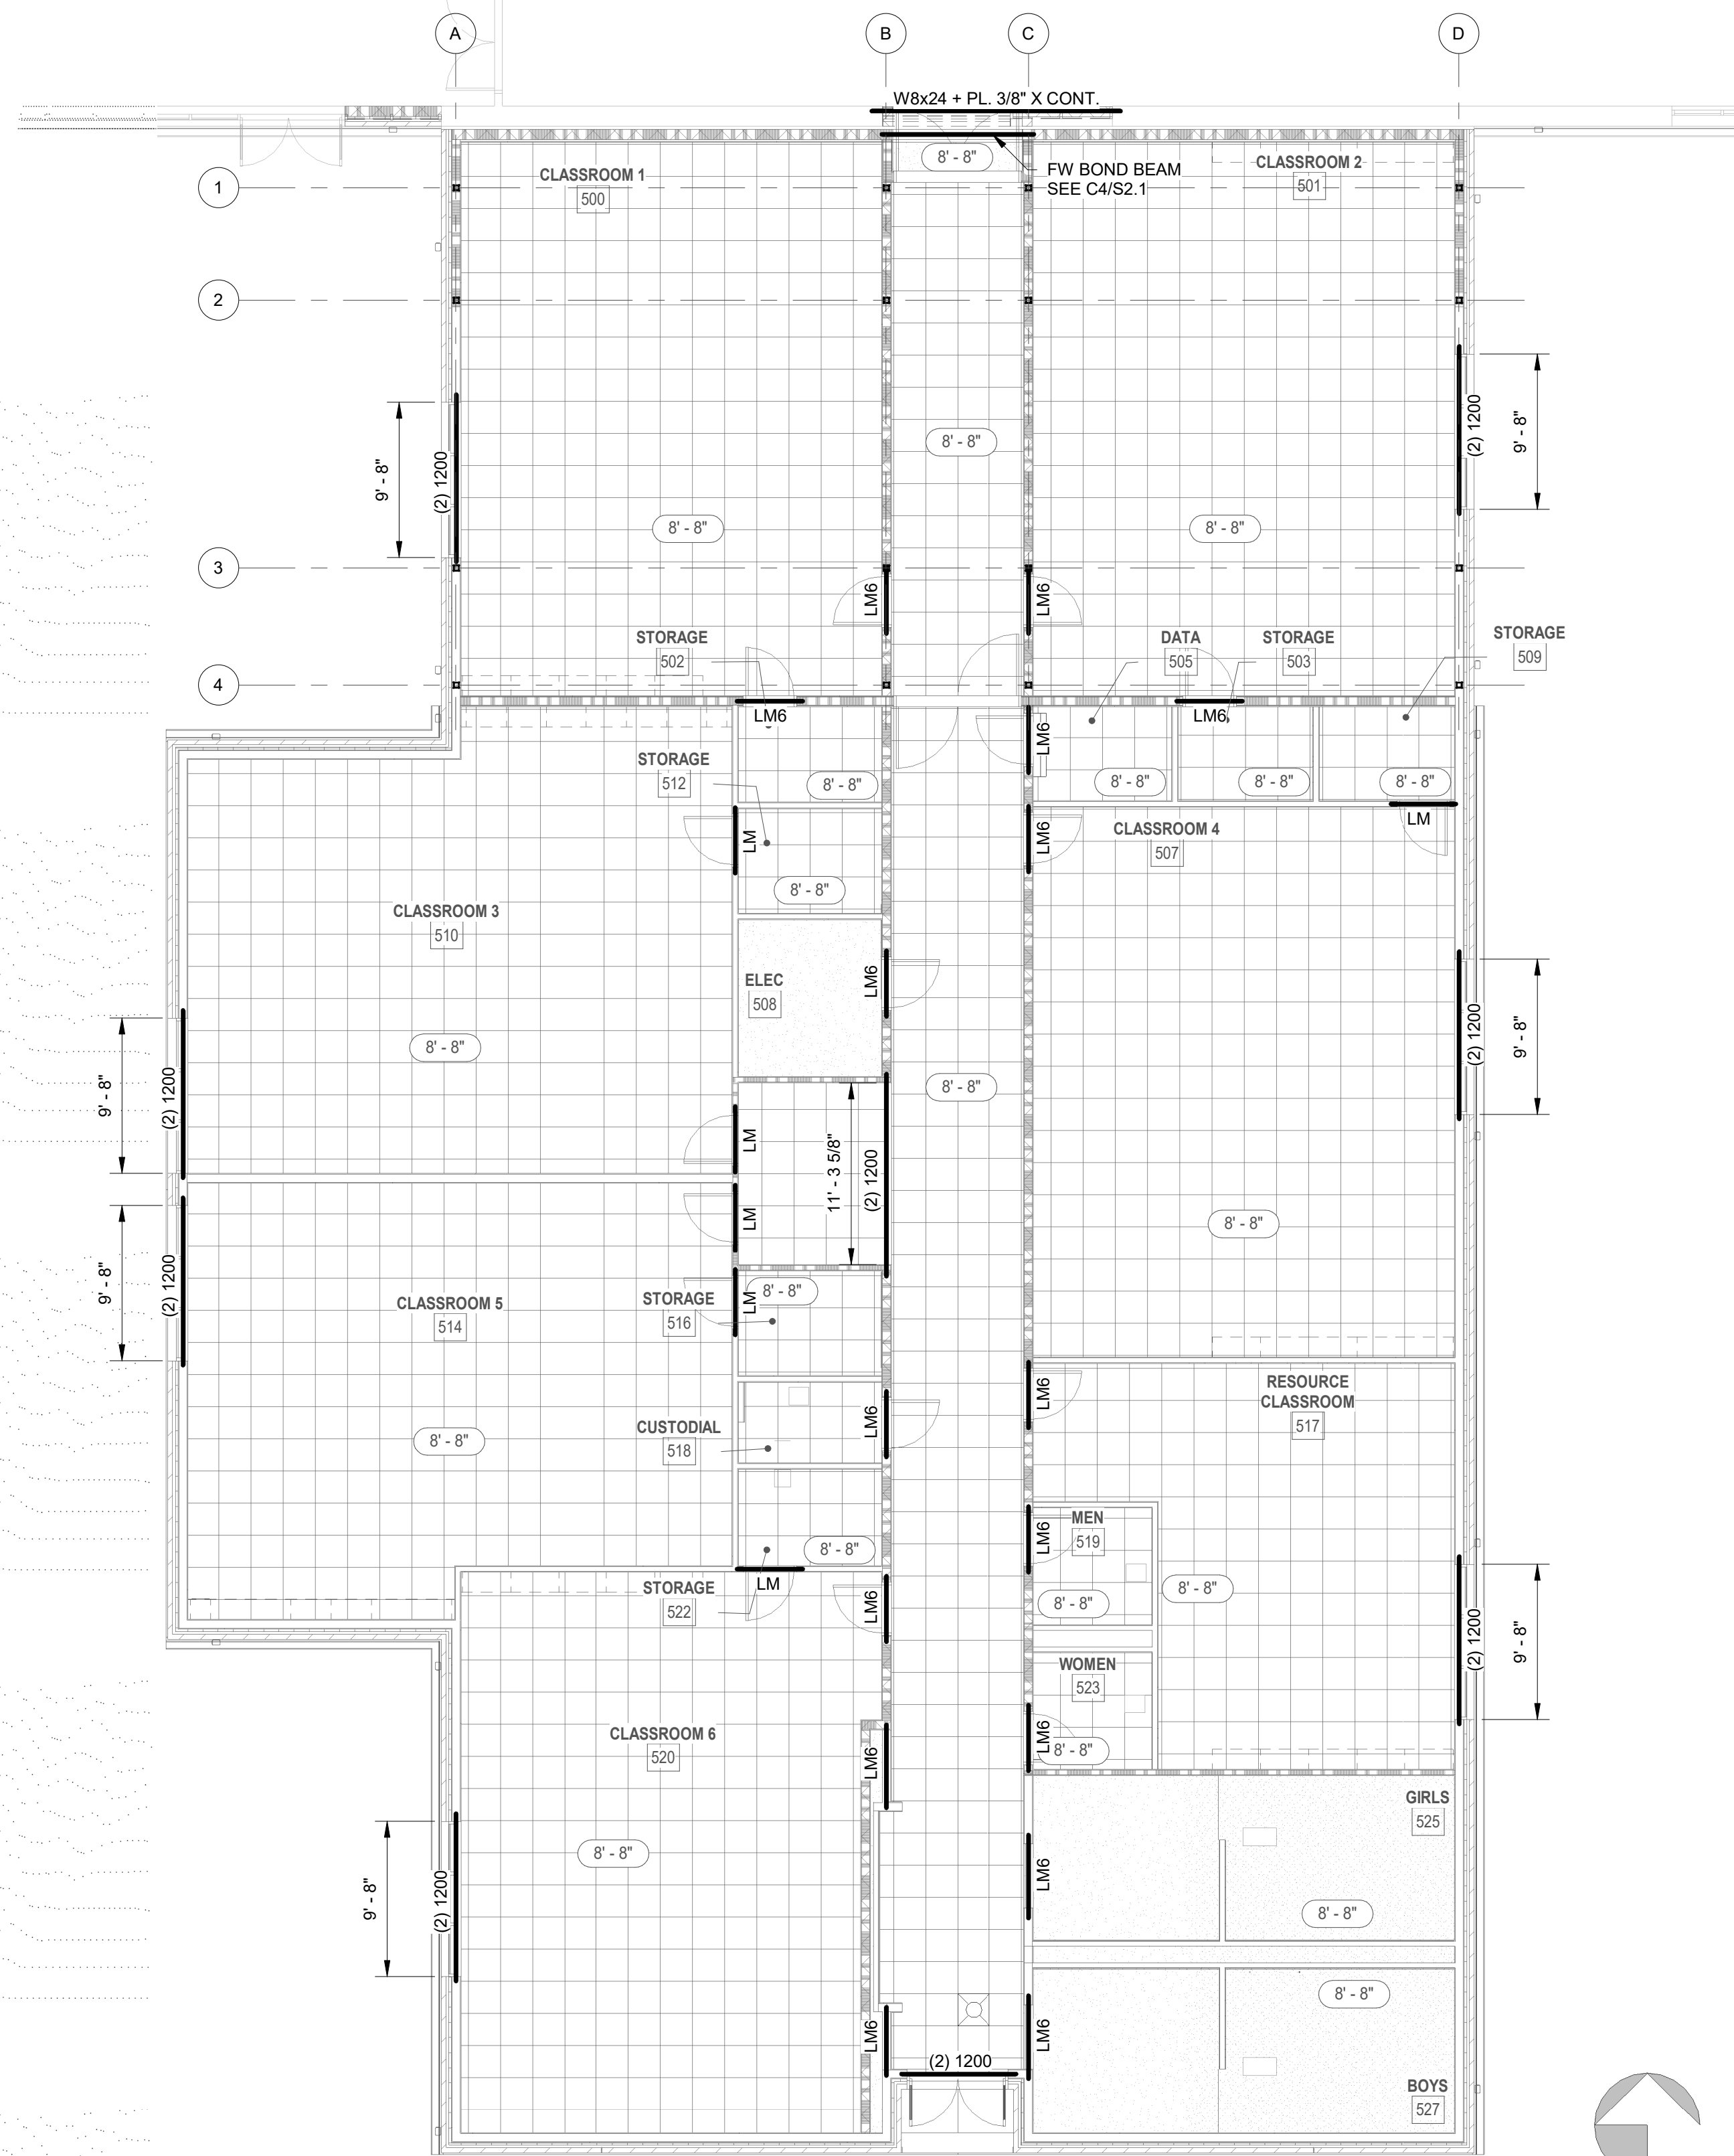 A
B
C
D
W8x24 + PL. 3/8" X CONT.
8' - 8"
FW BOND BEAM
SEE C4/S2.1
CLASSROOM 1
500
CLASSROOM 2
501
1
2
9' - 8"
(2) 1200
8' - 8"
(2) 1200
9' - 8"
8' - 8"
8' - 8"
3
LM6
LM6
STORAGE
502
DATA
505
STORAGE
503
STORAGE
509
4
LM6
LM6
LM6
STORAGE
512
8' - 8"
8' - 8"
8' - 8"
8' - 8"
LM
LM
LM6
CLASSROOM 4
507
8' - 8"
CLASSROOM 3
510
ELEC
508
LM6
8' - 8"
9' - 8"
(2) 1200
8' - 8"
(2) 1200
9' - 8"
LM
11' - 3 5/8"
(2) 1200
LM
8' - 8"
9' - 8"
(2) 1200
CLASSROOM 5
514
STORAGE
516
LM
8' - 8"
RESOURCE
CLASSROOM
517
LM6
LM6
CUSTODIAL
518
8' - 8"
MEN
519
LM6
8' - 8"
8' - 8"
8' - 8"
LM
STORAGE
522
LM6
(2) 1200
9' - 8"
WOMEN
523
LM6
8' - 8"
CLASSROOM 6
520
LM6
GIRLS
525
8' - 8"
LM6
9' - 8"
(2) 1200
8' - 8"
8' - 8"
LM6
LM6
(2) 1200
BOYS
527